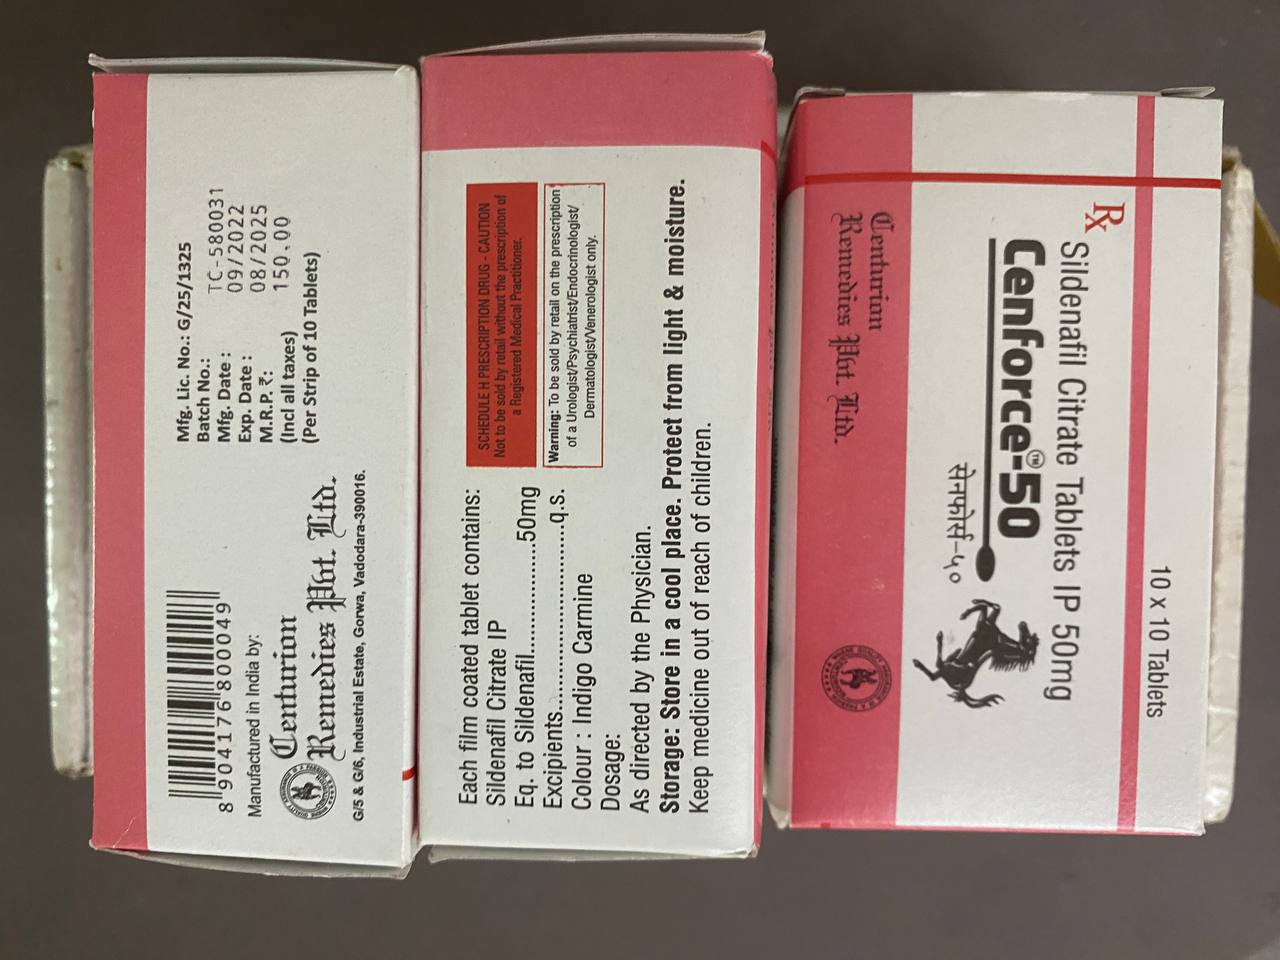 8 904176 800049
Manufactured in India by:
Centurion
Remedies Pvt. Ltd.
G/5 & G/6, Industrial Estate, Gorwa, Vadodara-390016.
Mfg. Lic. No.: G/25/1325
Batch No.: TC-580031
Mfg. Date : 09/2022
Exp. Date : 08/2025
M.R.P. ₹: 150.00
(Incl all taxes)
(Per Strip of 10 Tablets)
Each film coated tablet contains:
Sildenafil Citrate IP
Eq. to Sildenafil....................50mg
Excipients..............................q.s.
Colour : Indigo Carmine
Dosage:
As directed by the Physician.
Storage: Store in a cool place. Protect from light & moisture.
Keep medicine out of reach of children.
SCHEDULE H PRESCRIPTION DRUG - CAUTION
Not to be sold by retail without the prescription of
a Registered Medical Practitioner.
Warning: To be sold by retail on the prescription
of a Urologist/Psychiatrist/Endocrinologist/
Dermatologist/Venerologist only.
10 x 10 Tablets
Rx
Sildenafil Citrate Tablets IP 50mg
Cenforce™-50
सेनफोर्स-५०
Centurion
Remedies Pvt. Ltd.